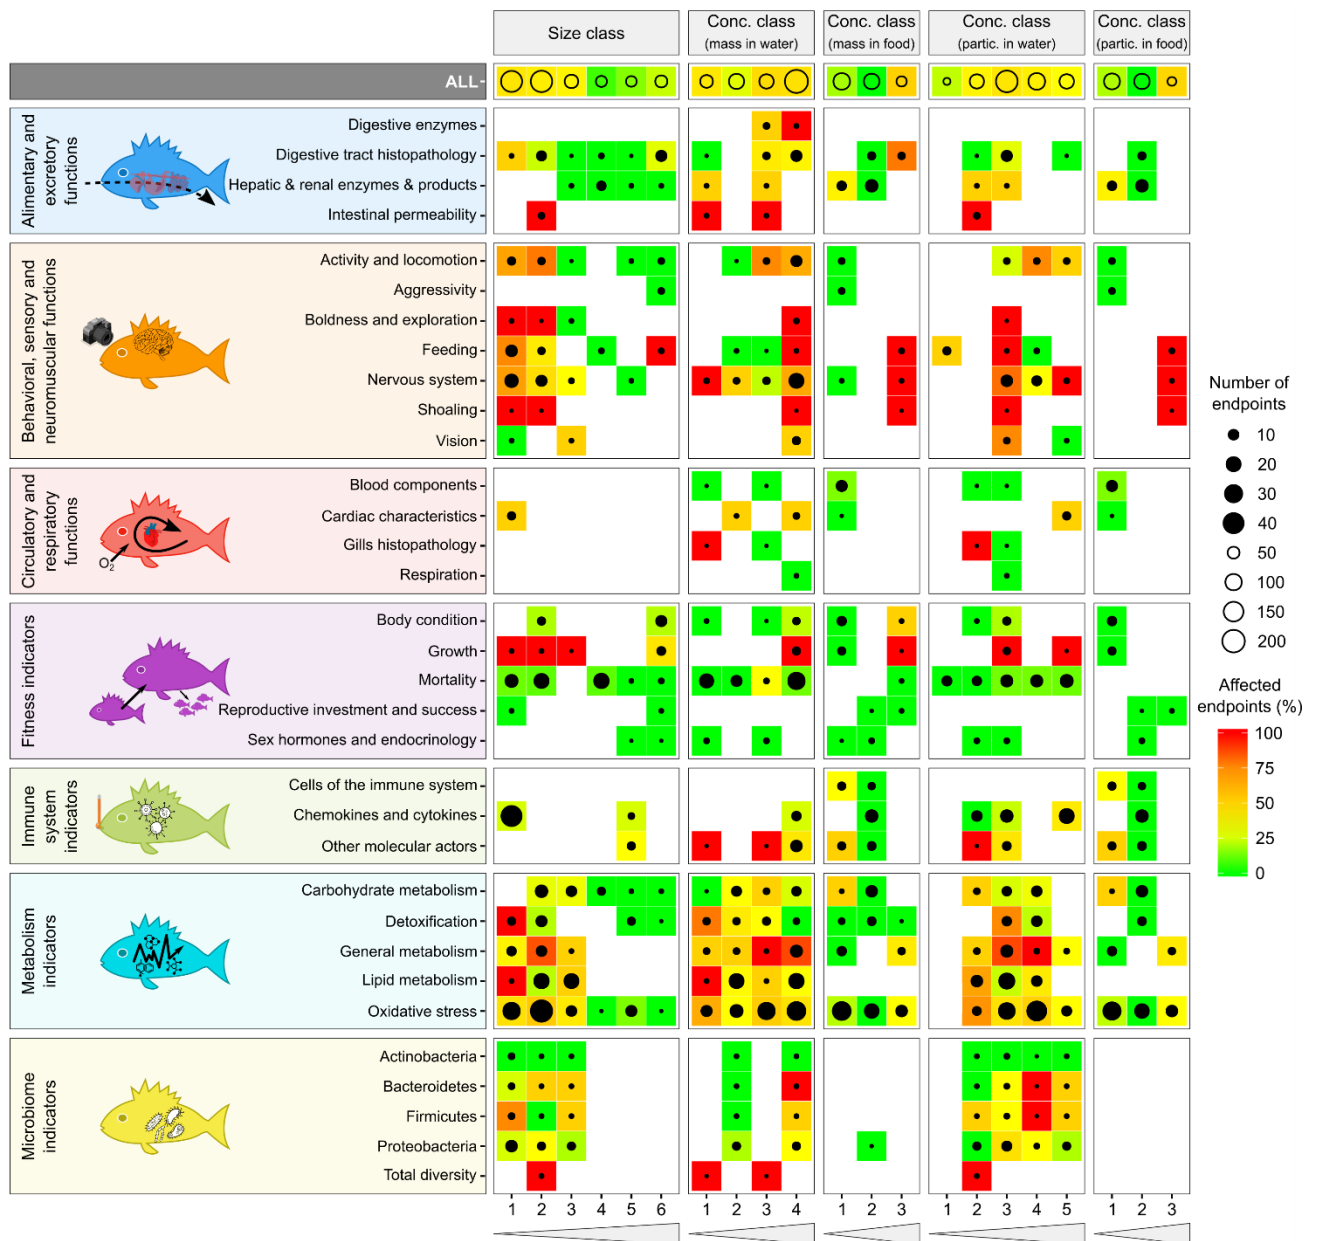 Size class
Conc. class
(mass in water)
Conc. class
(mass in food)
Conc. class
(partic. in water)
Conc. class
(partic. in food)
ALL
Alimentary and
excretory
functions
Digestive enzymes
Digestive tract histopathology
Hepatic & renal enzymes & products
Intestinal permeability
Behavioral, sensory and
neuromuscular functions
Activity and locomotion
Aggressivity
Boldness and exploration
Feeding
Nervous system
Shoaling
Vision
Circulatory and
respiratory
functions
O2
Blood components
Cardiac characteristics
Gills histopathology
Respiration
Fitness indicators
Body condition
Growth
Mortality
Reproductive investment and success
Sex hormones and endocrinology
Immune
system
indicators
Cells of the immune system
Chemokines and cytokines
Other molecular actors
Metabolism
indicators
Carbohydrate metabolism
Detoxification
General metabolism
Lipid metabolism
Oxidative stress
Microbiome
indicators
Actinobacteria
Bacteroidetes
Firmicutes
Proteobacteria
Total diversity
1 2 3 4 5 6
1 2 3 4
1 2 3
1 2 3 4 5
1 2 3
Number of
endpoints
10
20
30
40
50
100
150
200
Affected
endpoints (%)
100
75
50
25
0